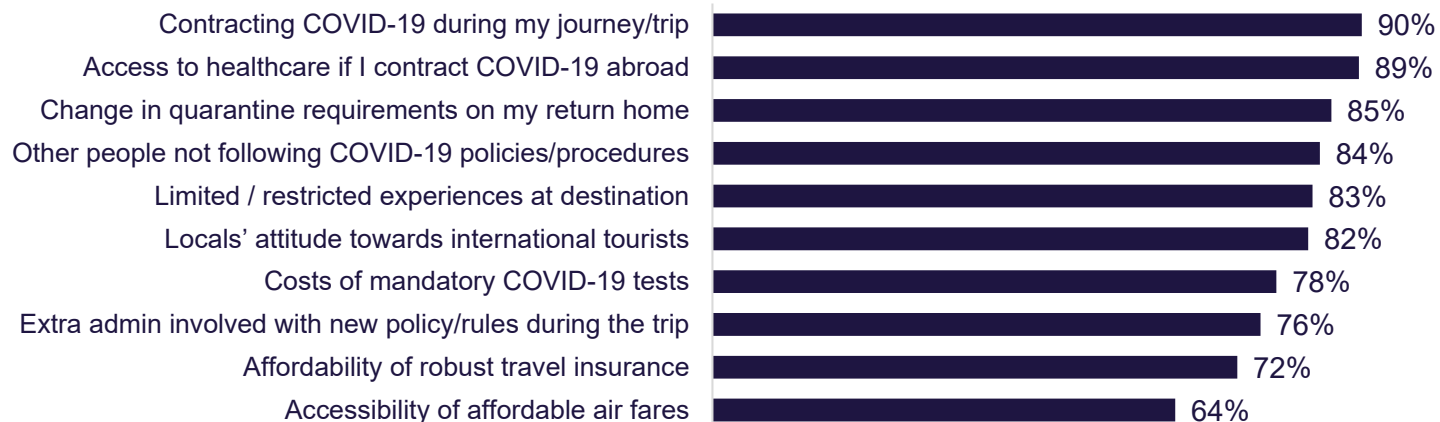 Contracting COVID-19 during my journey/trip 90%
Access to healthcare if I contract COVID-19 abroad 89%
Change in quarantine requirements on my return home 85%
Other people not following COVID-19 policies/procedures 84%
Limited / restricted experiences at destination 83%
Locals’ attitude towards international tourists 82%
Costs of mandatory COVID-19 tests 78%
Extra admin involved with new policy/rules during the trip 76%
Affordability of robust travel insurance 72%
Accessibility of affordable air fares 64%